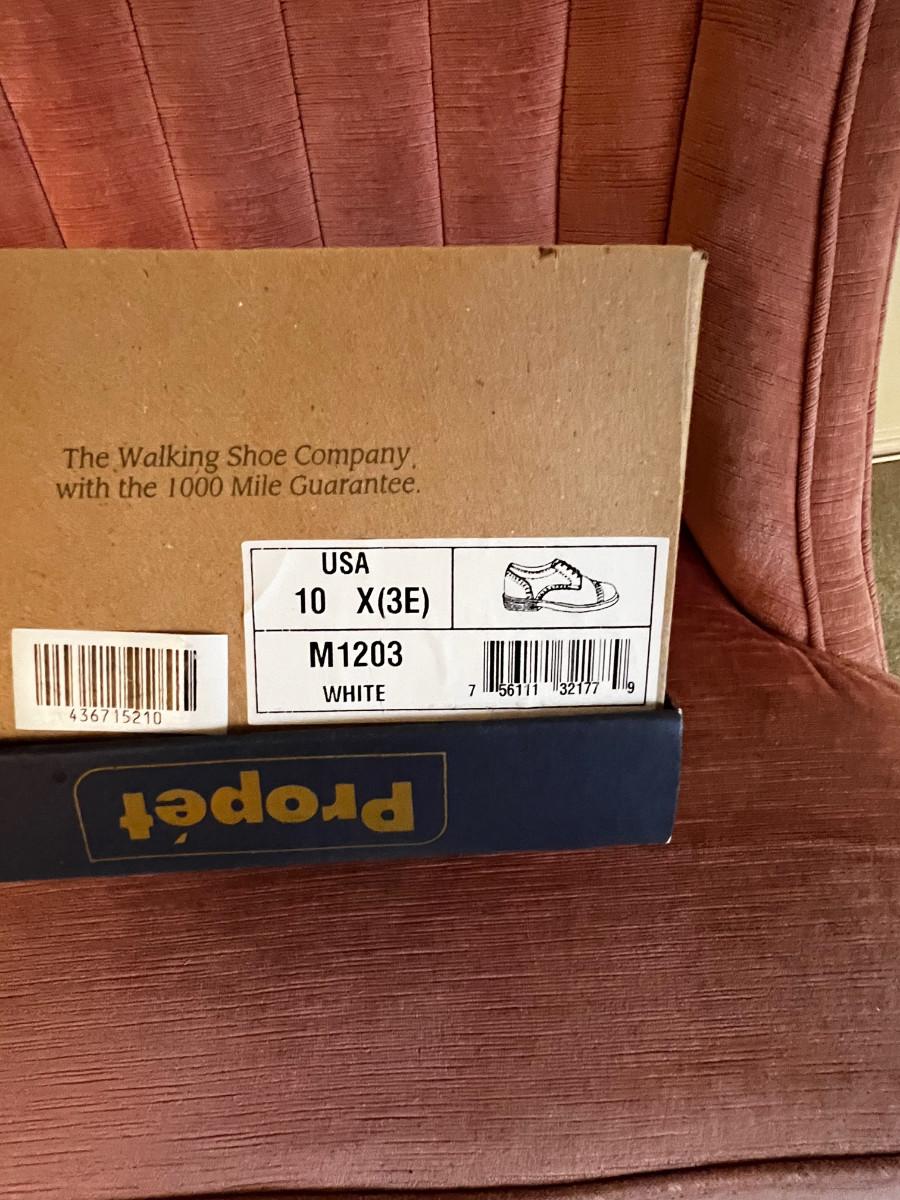 The Walking Shoe Company,
with the 1000 Mile Guarantee.
USA
10 X(3E)
M1203
WHITE
7 56111 32177 9
436715210
Propét